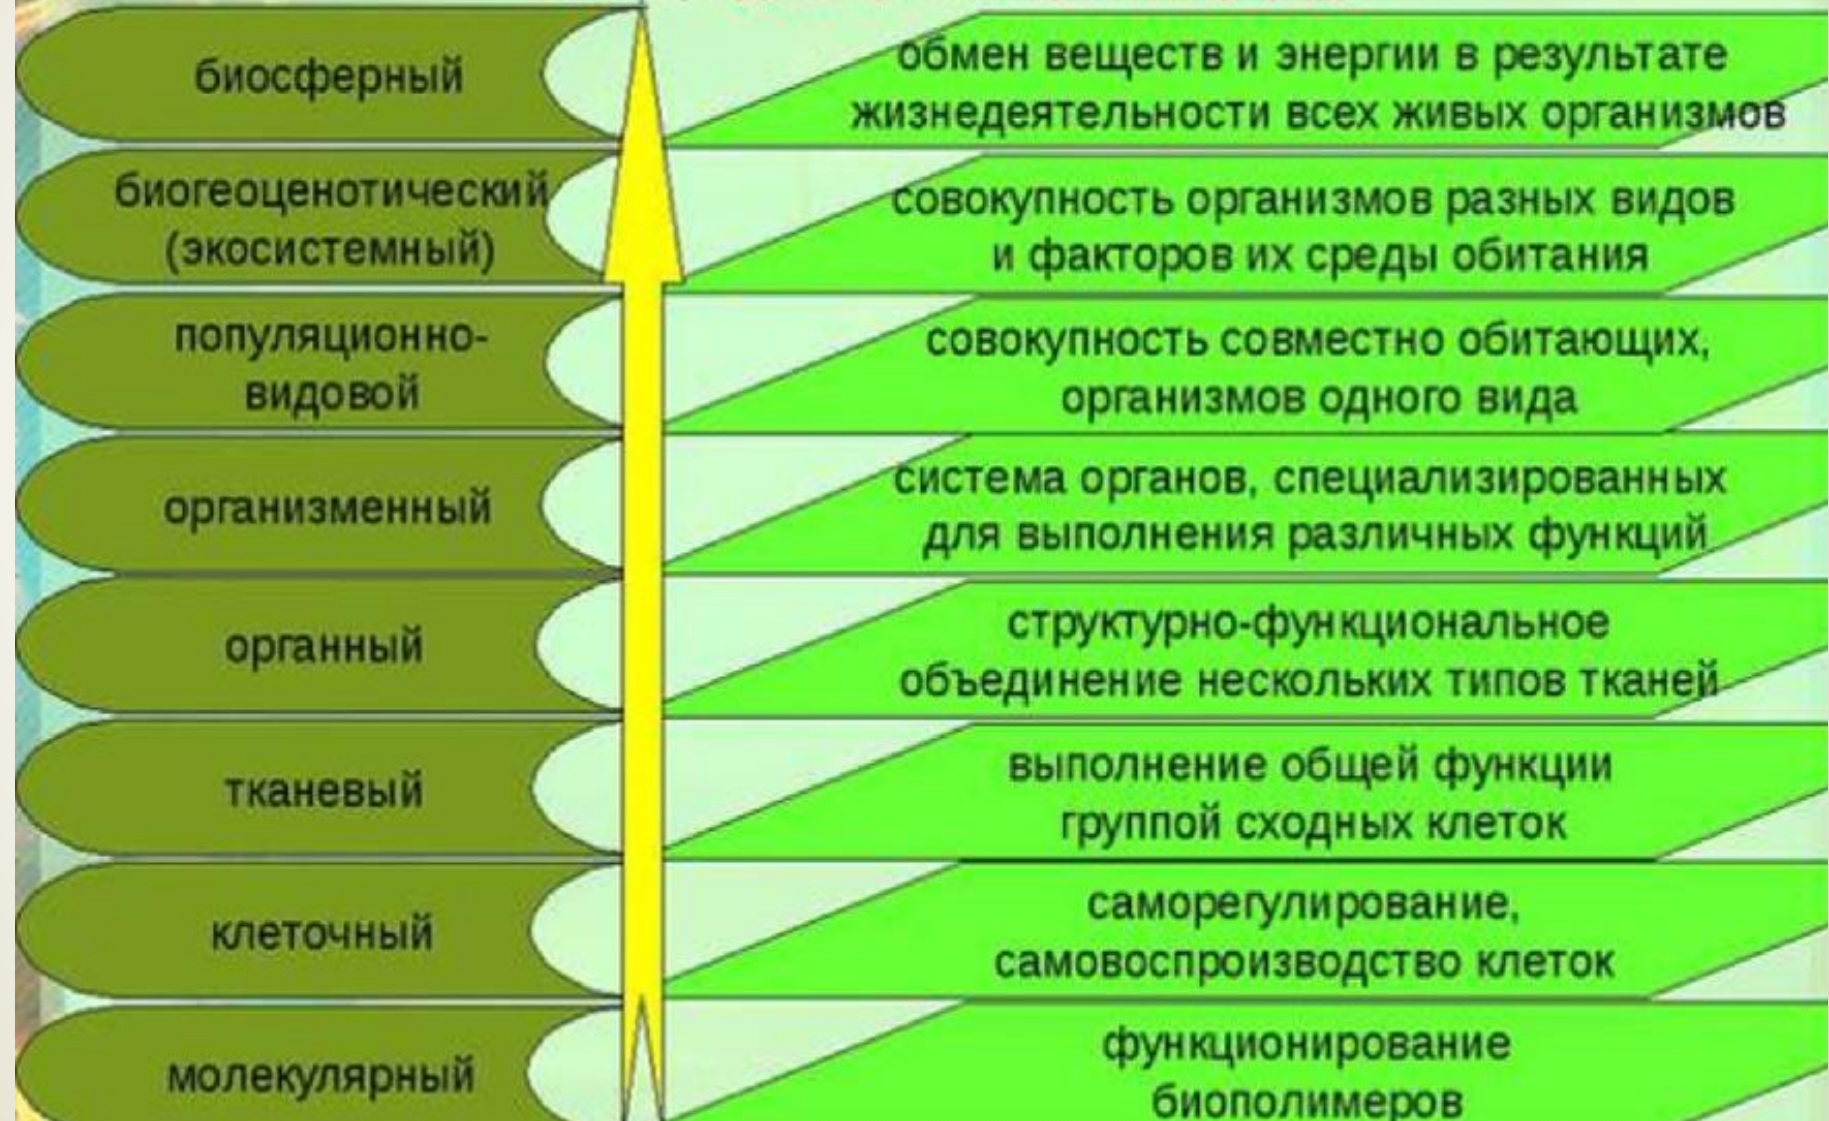 биосферный
обмен веществ и энергии в результате
жизнедеятельности всех живых организмов
биогеоценотический
(экосистемный)
совокупность организмов разных видов
и факторов их среды обитания
популяционно-
видовой
совокупность совместно обитающих,
организмов одного вида
организменный
система органов, специализированных
для выполнения различных функций
органный
структурно-функциональное
объединение нескольких типов тканей
тканевый
выполнение общей функции
группой сходных клеток
клеточный
саморегулирование,
самовоспроизводство клеток
молекулярный
функционирование
биополимеров